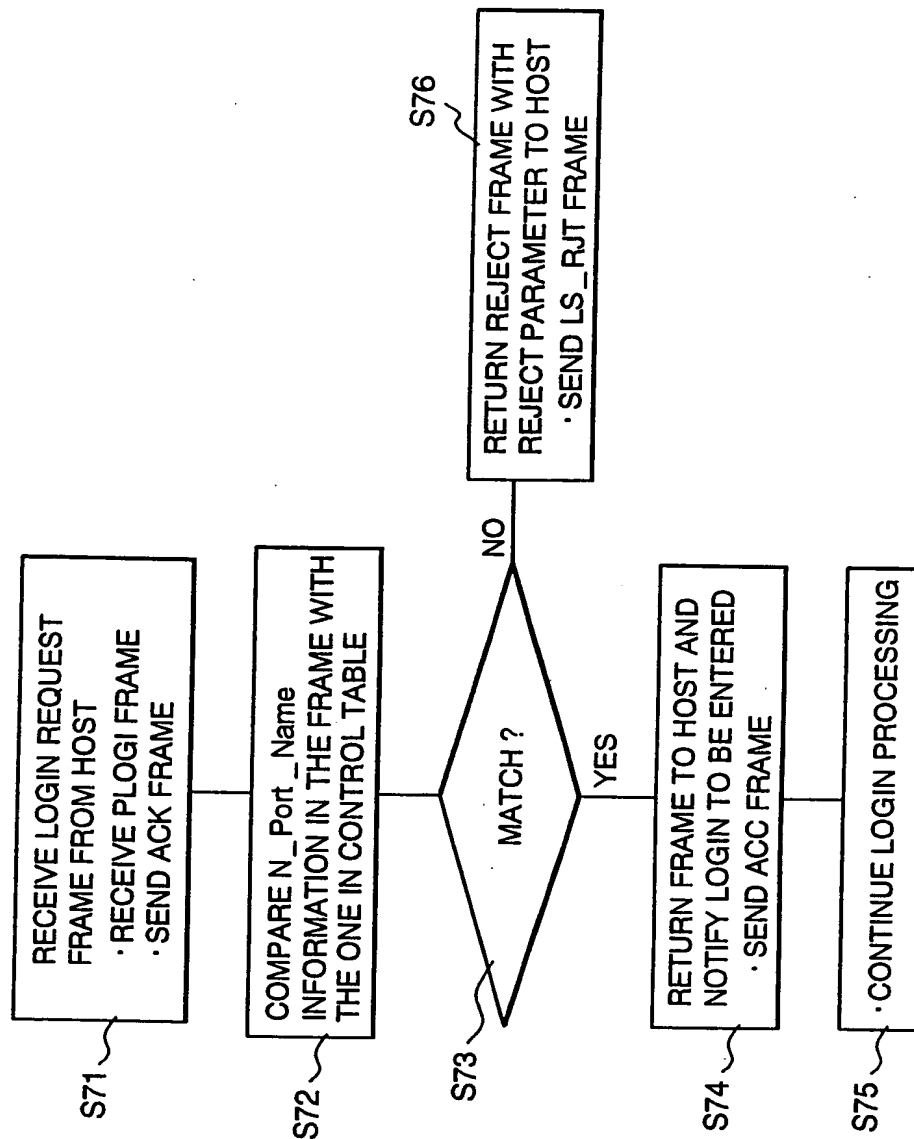 S71
RECEIVE LOGIN REQUEST
FRAME FROM HOST
・RECEIVE PLOGI FRAME
・SEND ACK FRAME
S72
COMPARE N_Port_Name
INFORMATION IN THE FRAME WITH
THE ONE IN CONTROL TABLE
S73
MATCH?
NO
YES
S76
RETURN REJECT FRAME WITH
REJECT PARAMETER TO HOST
・SEND LS_RJT FRAME
S74
RETURN FRAME TO HOST AND
NOTIFY LOGIN TO BE ENTERED
・SEND ACC FRAME
S75
・CONTINUE LOGIN PROCESSING